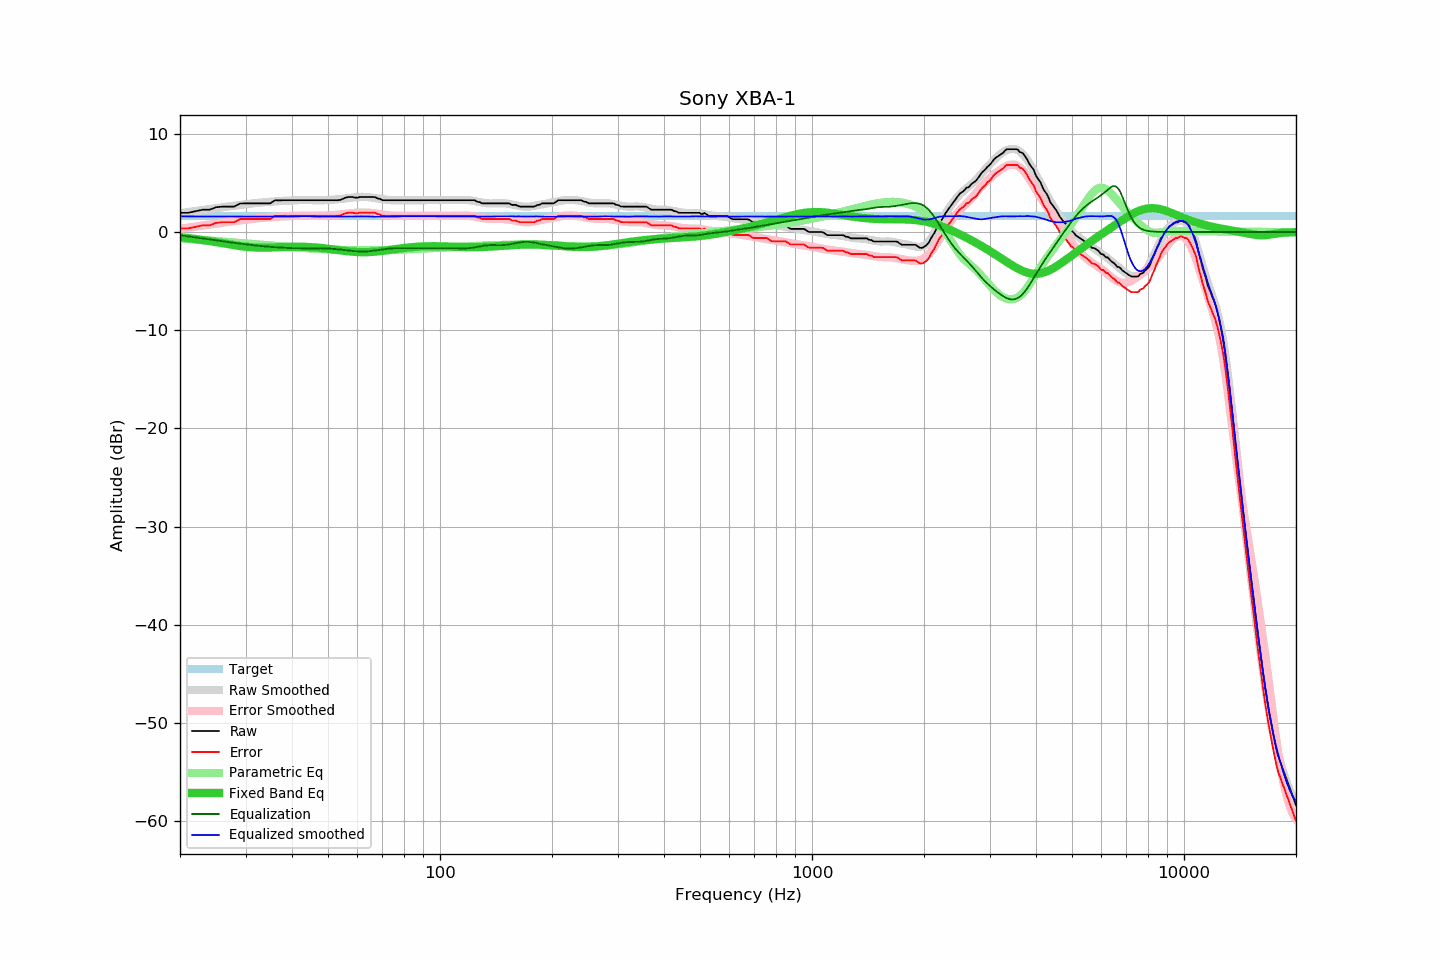 Sony XBA-1
10
0
−10
−20
−30
−40
−50
−60
Amplitude (dBr)
Target
Raw Smoothed
Error Smoothed
Raw
Error
Parametric Eq
Fixed Band Eq
Equalization
Equalized smoothed
100
1000
10000
Frequency (Hz)